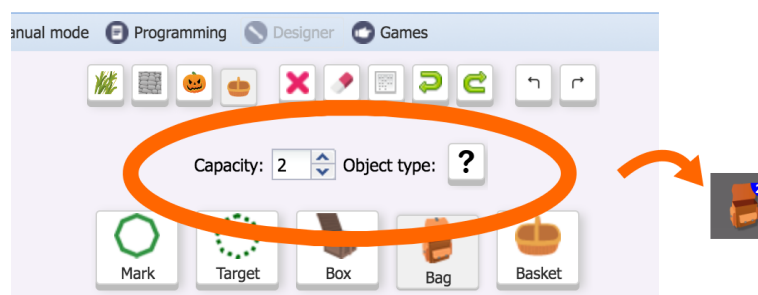 anual mode Programming Designer Games
Capacity: 2 Object type: ?
Mark Target Box Bag Basket